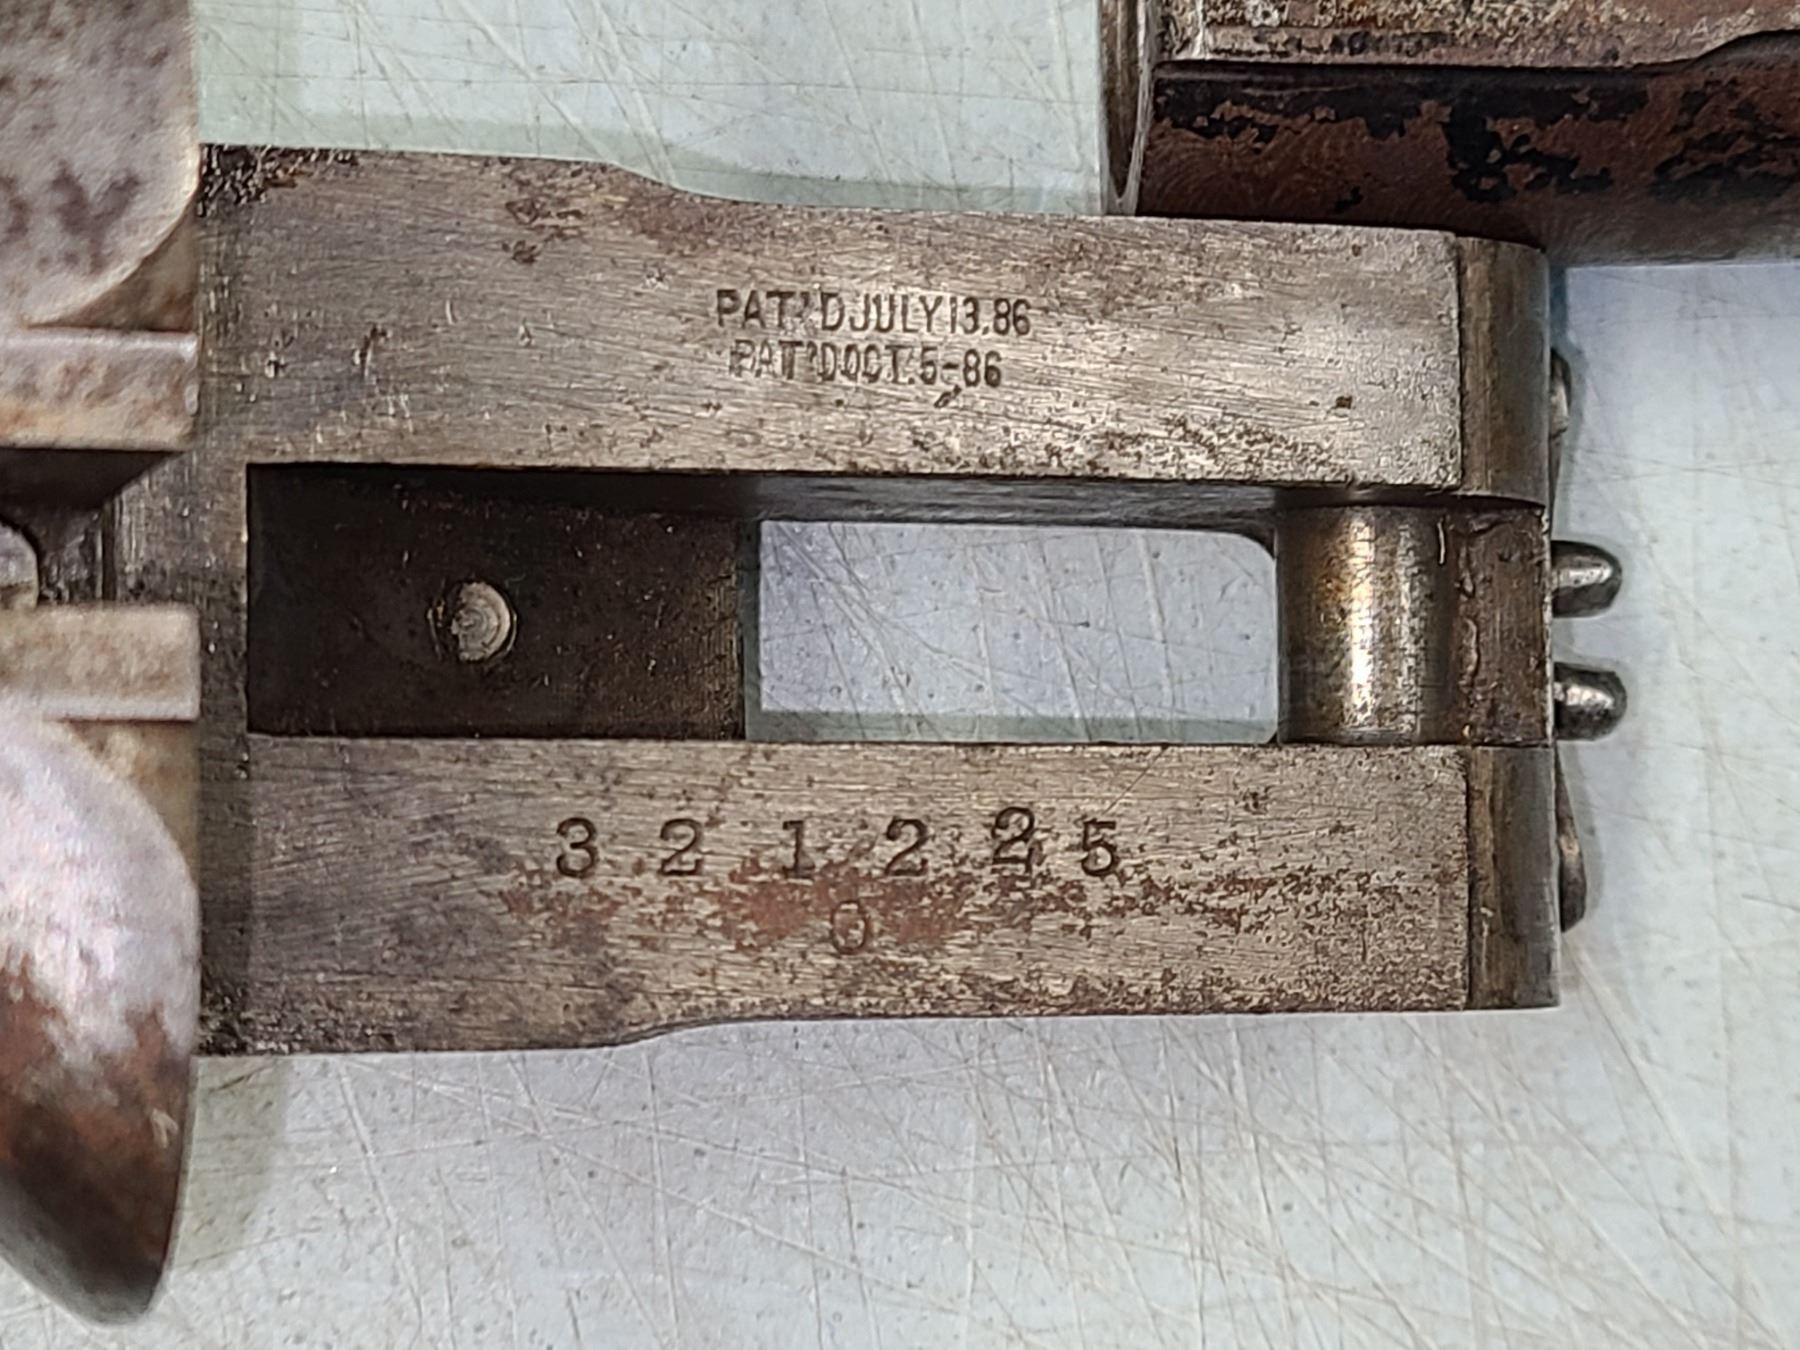 PAT'D JULY 13.86
PAT'D OCT.5-86
3 2 1 2 2 5
0